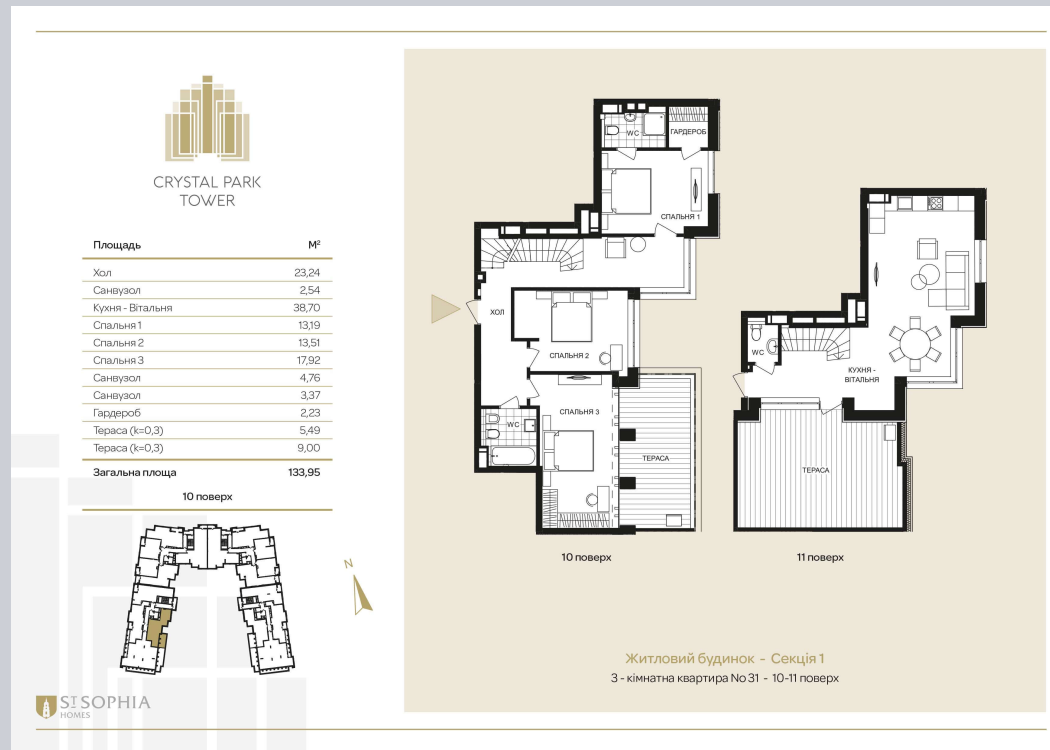 CRYSTAL PARK
TOWER
Площадь М²
Хол 23,24
Санвузол 2,54
Кухня - Вітальня 38,70
Спальня 1 13,19
Спальня 2 13,51
Спальня 3 17,92
Санвузол 4,76
Санвузол 3,37
Гардероб 2,23
Тераса (k=0,3) 5,49
Тераса (k=0,3) 9,00
Загальна площа 133,95
10 поверх
N
ST SOPHIA
HOMES
WC
ГАРДЕРОБ
СПАЛЬНЯ 1
ХОЛ
СПАЛЬНЯ 2
СПАЛЬНЯ 3
WC
ТЕРАСА
10 поверх
WC
КУХНЯ -
ВІТАЛЬНЯ
ТЕРАСА
11 поверх
Житловий будинок - Секція 1
3 - кімнатна квартира No 31 - 10-11 поверх